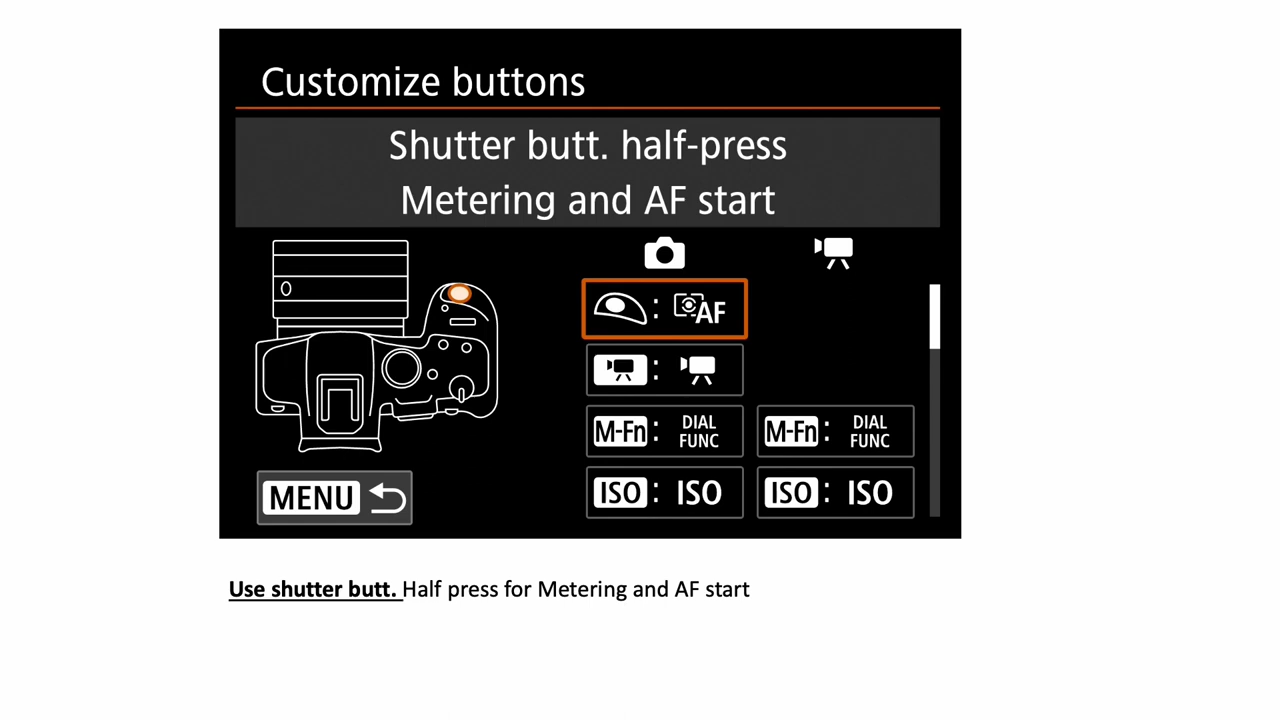 Customize buttons
Shutter butt. half-press
Metering and AF start
: AF
:
M-Fn : DIAL FUNC M-Fn : DIAL FUNC
ISO : ISO ISO : ISO
MENU
Use shutter butt. Half press for Metering and AF start